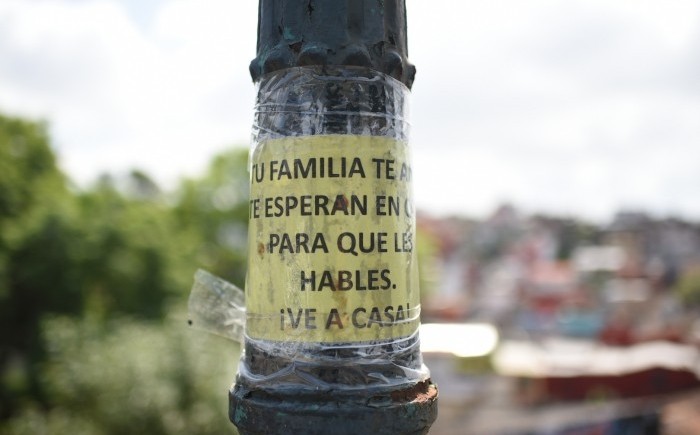 TU FAMILIA TE
TE ESPERAN EN
PARA QUE LES
HABLES.
¡VE A CASA!